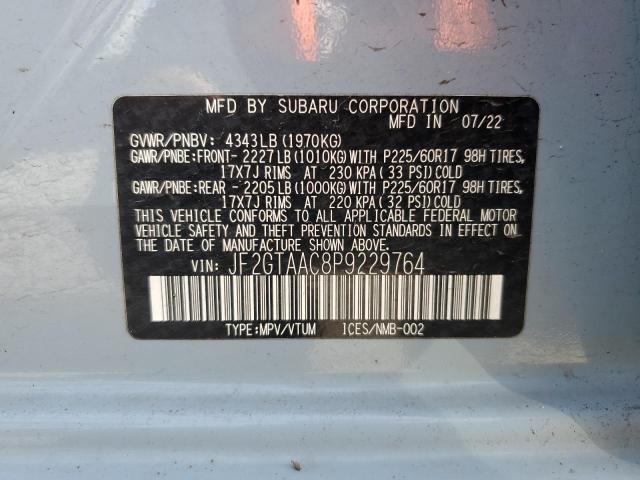 MFD BY SUBARU CORPORATION
MFD IN 07/22
GVWR/PNBV: 4343LB (1970KG)
GAWR/PNBE:FRONT- 2227LB (1010KG)WITH P225/60R17 98H TIRES,
17X7J RIMS AT 230 KPA (33 PSI)COLD
GAWR/PNBE:REAR - 2205LB (1000KG)WITH P225/60R17 98H TIRES,
17X7J RIMS AT 220 KPA (32 PSI)COLD
THIS VEHICLE CONFORMS TO ALL APPLICABLE FEDERAL MOTOR
VEHICLE SAFETY AND THEFT PREVENTION STANDARDS IN EFFECT ON
THE DATE OF MANUFACTURE SHOWN ABOVE.
VIN: JF2GTAAC8P9229764
TYPE:MPV/VTUM ICES/NMB-002